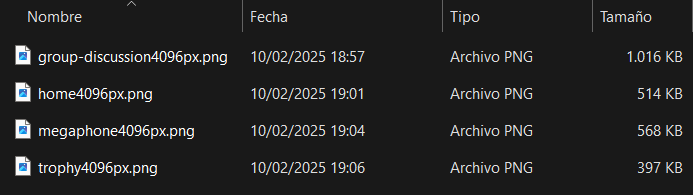 Nombre Fecha Tipo Tamaño
group-discussion4096px.png 10/02/2025 18:57 Archivo PNG 1.016 KB
home4096px.png 10/02/2025 19:01 Archivo PNG 514 KB
megaphone4096px.png 10/02/2025 19:04 Archivo PNG 568 KB
trophy4096px.png 10/02/2025 19:06 Archivo PNG 397 KB